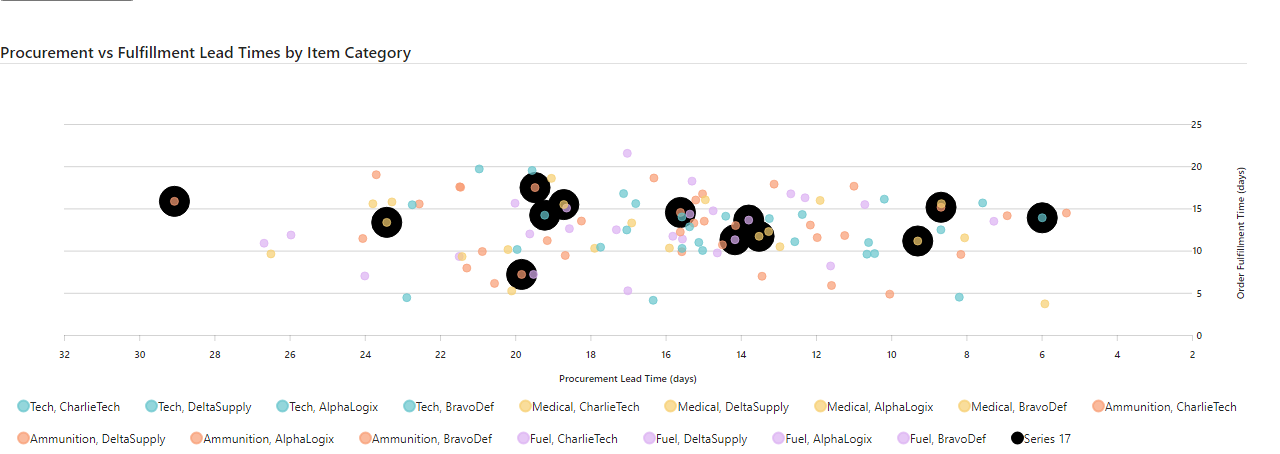 Procurement vs Fulfillment Lead Times by Item Category
25
20
15
10
5
0
Order Fulfillment Time (days)
32 30 28 26 24 22 20 18 16 14 12 10 8 6 4 2
Procurement Lead Time (days)
Tech, CharlieTech Tech, DeltaSupply Tech, AlphaLogix Tech, BravoDef Medical, CharlieTech Medical, DeltaSupply Medical, AlphaLogix Medical, BravoDef Ammunition, CharlieTech
Ammunition, DeltaSupply Ammunition, AlphaLogix Ammunition, BravoDef Fuel, CharlieTech Fuel, DeltaSupply Fuel, AlphaLogix Fuel, BravoDef Series 17